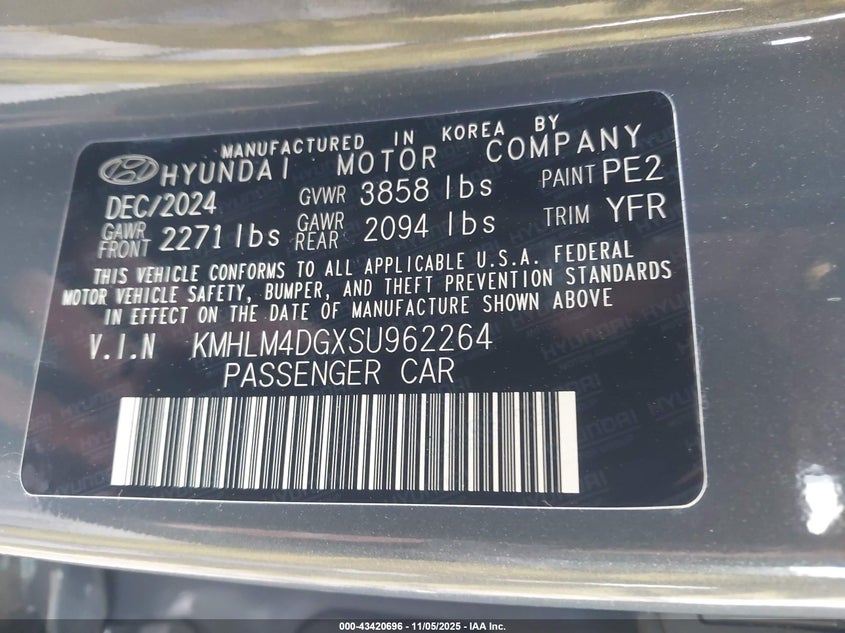 MANUFACTURED IN KOREA BY
HYUNDAI MOTOR COMPANY
DEC/2024 GVWR 3858 lbs PAINT PE2
GAWR FRONT 2271 lbs GAWR REAR 2094 lbs TRIM YFR
THIS VEHICLE CONFORMS TO ALL APPLICABLE U.S.A. FEDERAL
MOTOR VEHICLE SAFETY, BUMPER, AND THEFT PREVENTION STANDARDS
IN EFFECT ON THE DATE OF MANUFACTURE SHOWN ABOVE
V.I.N KMHLM4DGXSU962264
PASSENGER CAR
000-43420696 - 11/05/2025 - IAA Inc.